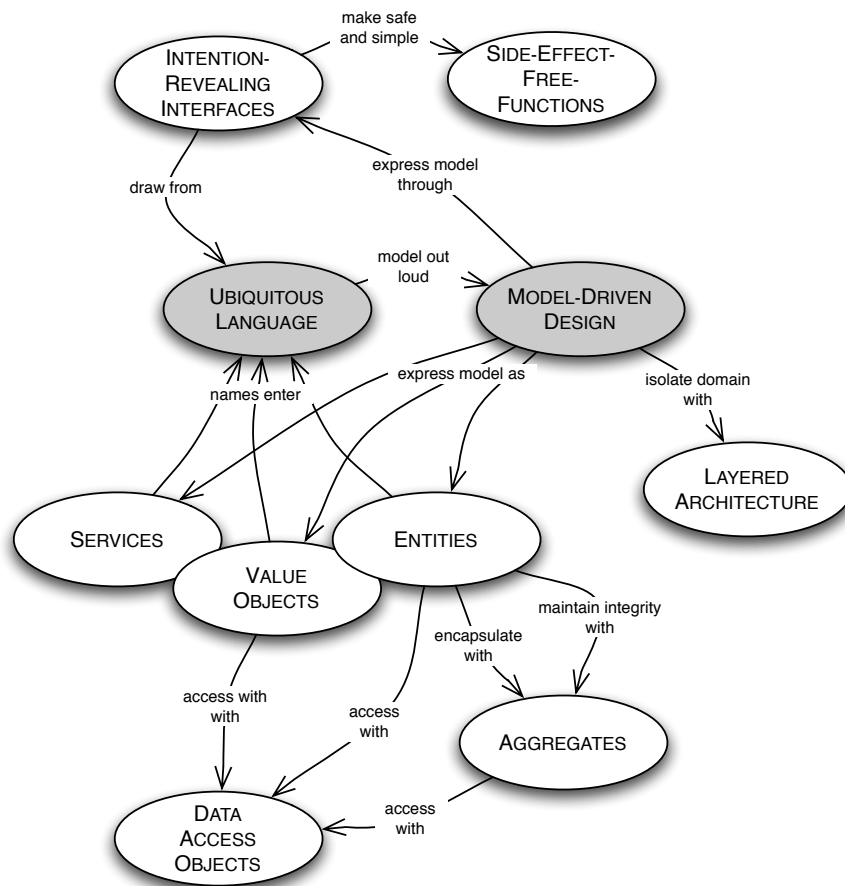 make safe
and simple
INTENTION-
REVEALING
INTERFACES
SIDE-EFFECT-
FREE-
FUNCTIONS
express model
through
draw from
model out
loud
UBIQUITOUS
LANGUAGE
MODEL-DRIVEN
DESIGN
names enter
express model as
isolate domain
with
LAYERED
ARCHITECTURE
SERVICES
ENTITIES
VALUE
OBJECTS
maintain integrity
with
encapsulate
with
access with
with
access
with
AGGREGATES
access
with
DATA
ACCESS
OBJECTS